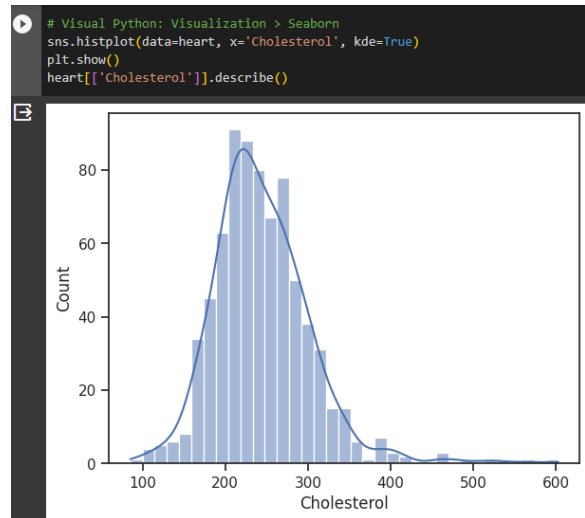 # Visual Python: Visualization > Seaborn
sns.histplot(data=heart, x='Cholesterol', kde=True)
plt.show()
heart[['Cholesterol']].describe()
80
60
40
20
0
Count
100 200 300 400 500 600
Cholesterol